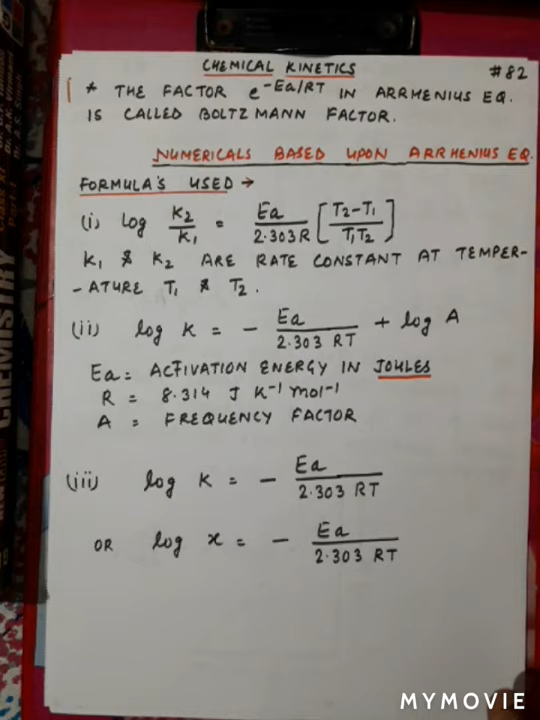 CHEMICAL KINETICS #82
* THE FACTOR e^-Ea/RT IN ARRHENIUS EQ.
IS CALLED BOLTZMANN FACTOR.
NUMERICALS BASED UPON ARRHENIUS EQ.
FORMULA'S USED →
(i) log K2/K1 = Ea/2.303R [T2-T1/T1T2]
K1 & K2 ARE RATE CONSTANT AT TEMPER-
-ATURE T1 & T2.
(ii) log K = - Ea/2.303 RT + log A
Ea = ACTIVATION ENERGY IN JOULES
R = 8.314 J K^-1 mol^-1
A = FREQUENCY FACTOR
(iii) log K = - Ea/2.303 RT
OR log x = - Ea/2.303 RT
CHEMISTRY
MYMOVIE